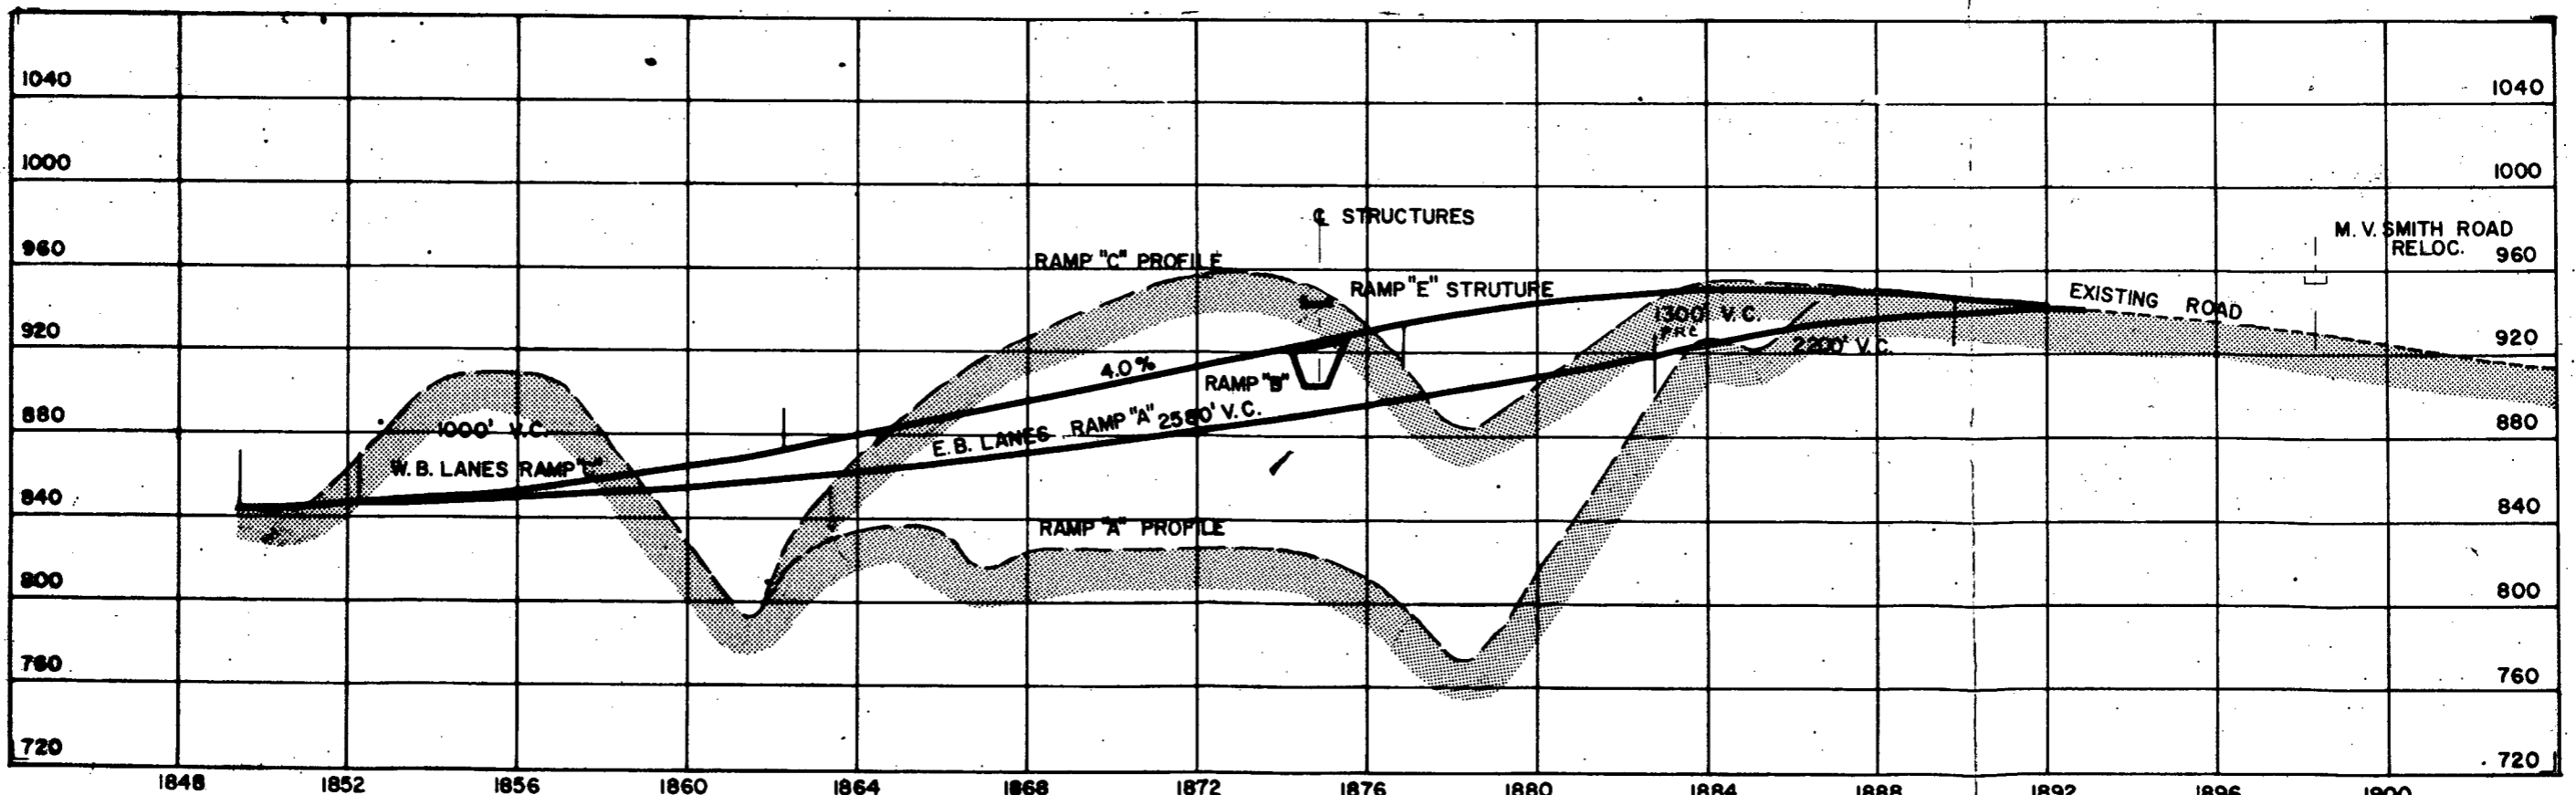 1040 1040
1000 1000
℄ STRUCTURES
M. V. SMITH ROAD
RELOC.
960 960
RAMP "C" PROFILE
RAMP "E" STRUTURE
EXISTING ROAD
1300' V.C.
P.R.C
920 920
2200' V.C.
4.0%
RAMP "B"
880 880
1000' V.C.
E.B. LANES RAMP "A" 2580' V.C.
W.B. LANES RAMP "C"
840 840
RAMP "A" PROFILE
800 800
760 760
720 720
1848 1852 1856 1860 1864 1868 1872 1876 1880 1884 1888 1892 1896 1900